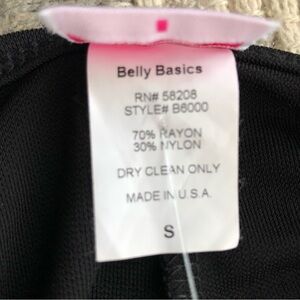 Belly Basics
RN# 58208
STYLE# B6000
70% RAYON
30% NYLON
DRY CLEAN ONLY
MADE IN U.S.A.
S